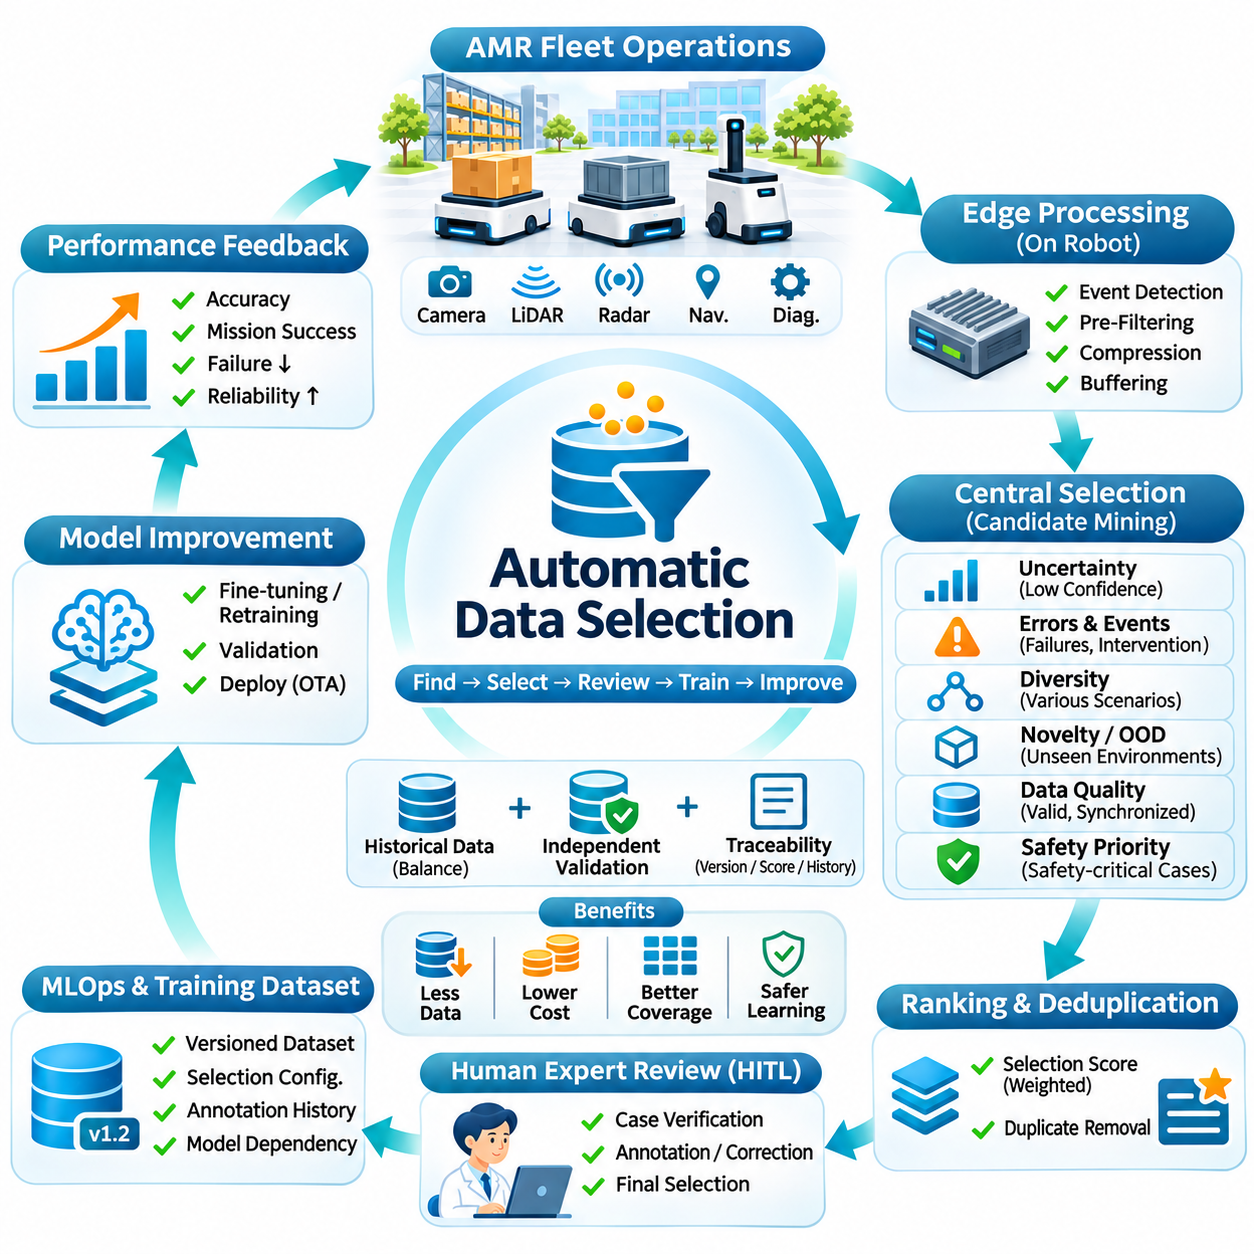 AMR Fleet Operations
Camera
LiDAR
Radar
Nav.
Diag.
Edge Processing
(On Robot)
Event Detection
Pre-Filtering
Compression
Buffering
Central Selection
(Candidate Mining)
Uncertainty
(Low Confidence)
Errors & Events
(Failures, Intervention)
Diversity
(Various Scenarios)
Novelty / OOD
(Unseen Environments)
Data Quality
(Valid, Synchronized)
Safety Priority
(Safety-critical Cases)
Ranking & Deduplication
Selection Score
(Weighted)
Duplicate Removal
Human Expert Review (HITL)
Case Verification
Annotation / Correction
Final Selection
MLOps & Training Dataset
v1.2
Versioned Dataset
Selection Config.
Annotation History
Model Dependency
Model Improvement
Fine-tuning /
Retraining
Validation
Deploy (OTA)
Performance Feedback
Accuracy
Mission Success
Failure ↓
Reliability ↑
Automatic
Data Selection
Find → Select → Review → Train → Improve
Historical Data
(Balance)
+
Independent
Validation
+
Traceability
(Version / Score / History)
Benefits
Less
Data
Lower
Cost
Better
Coverage
Safer
Learning